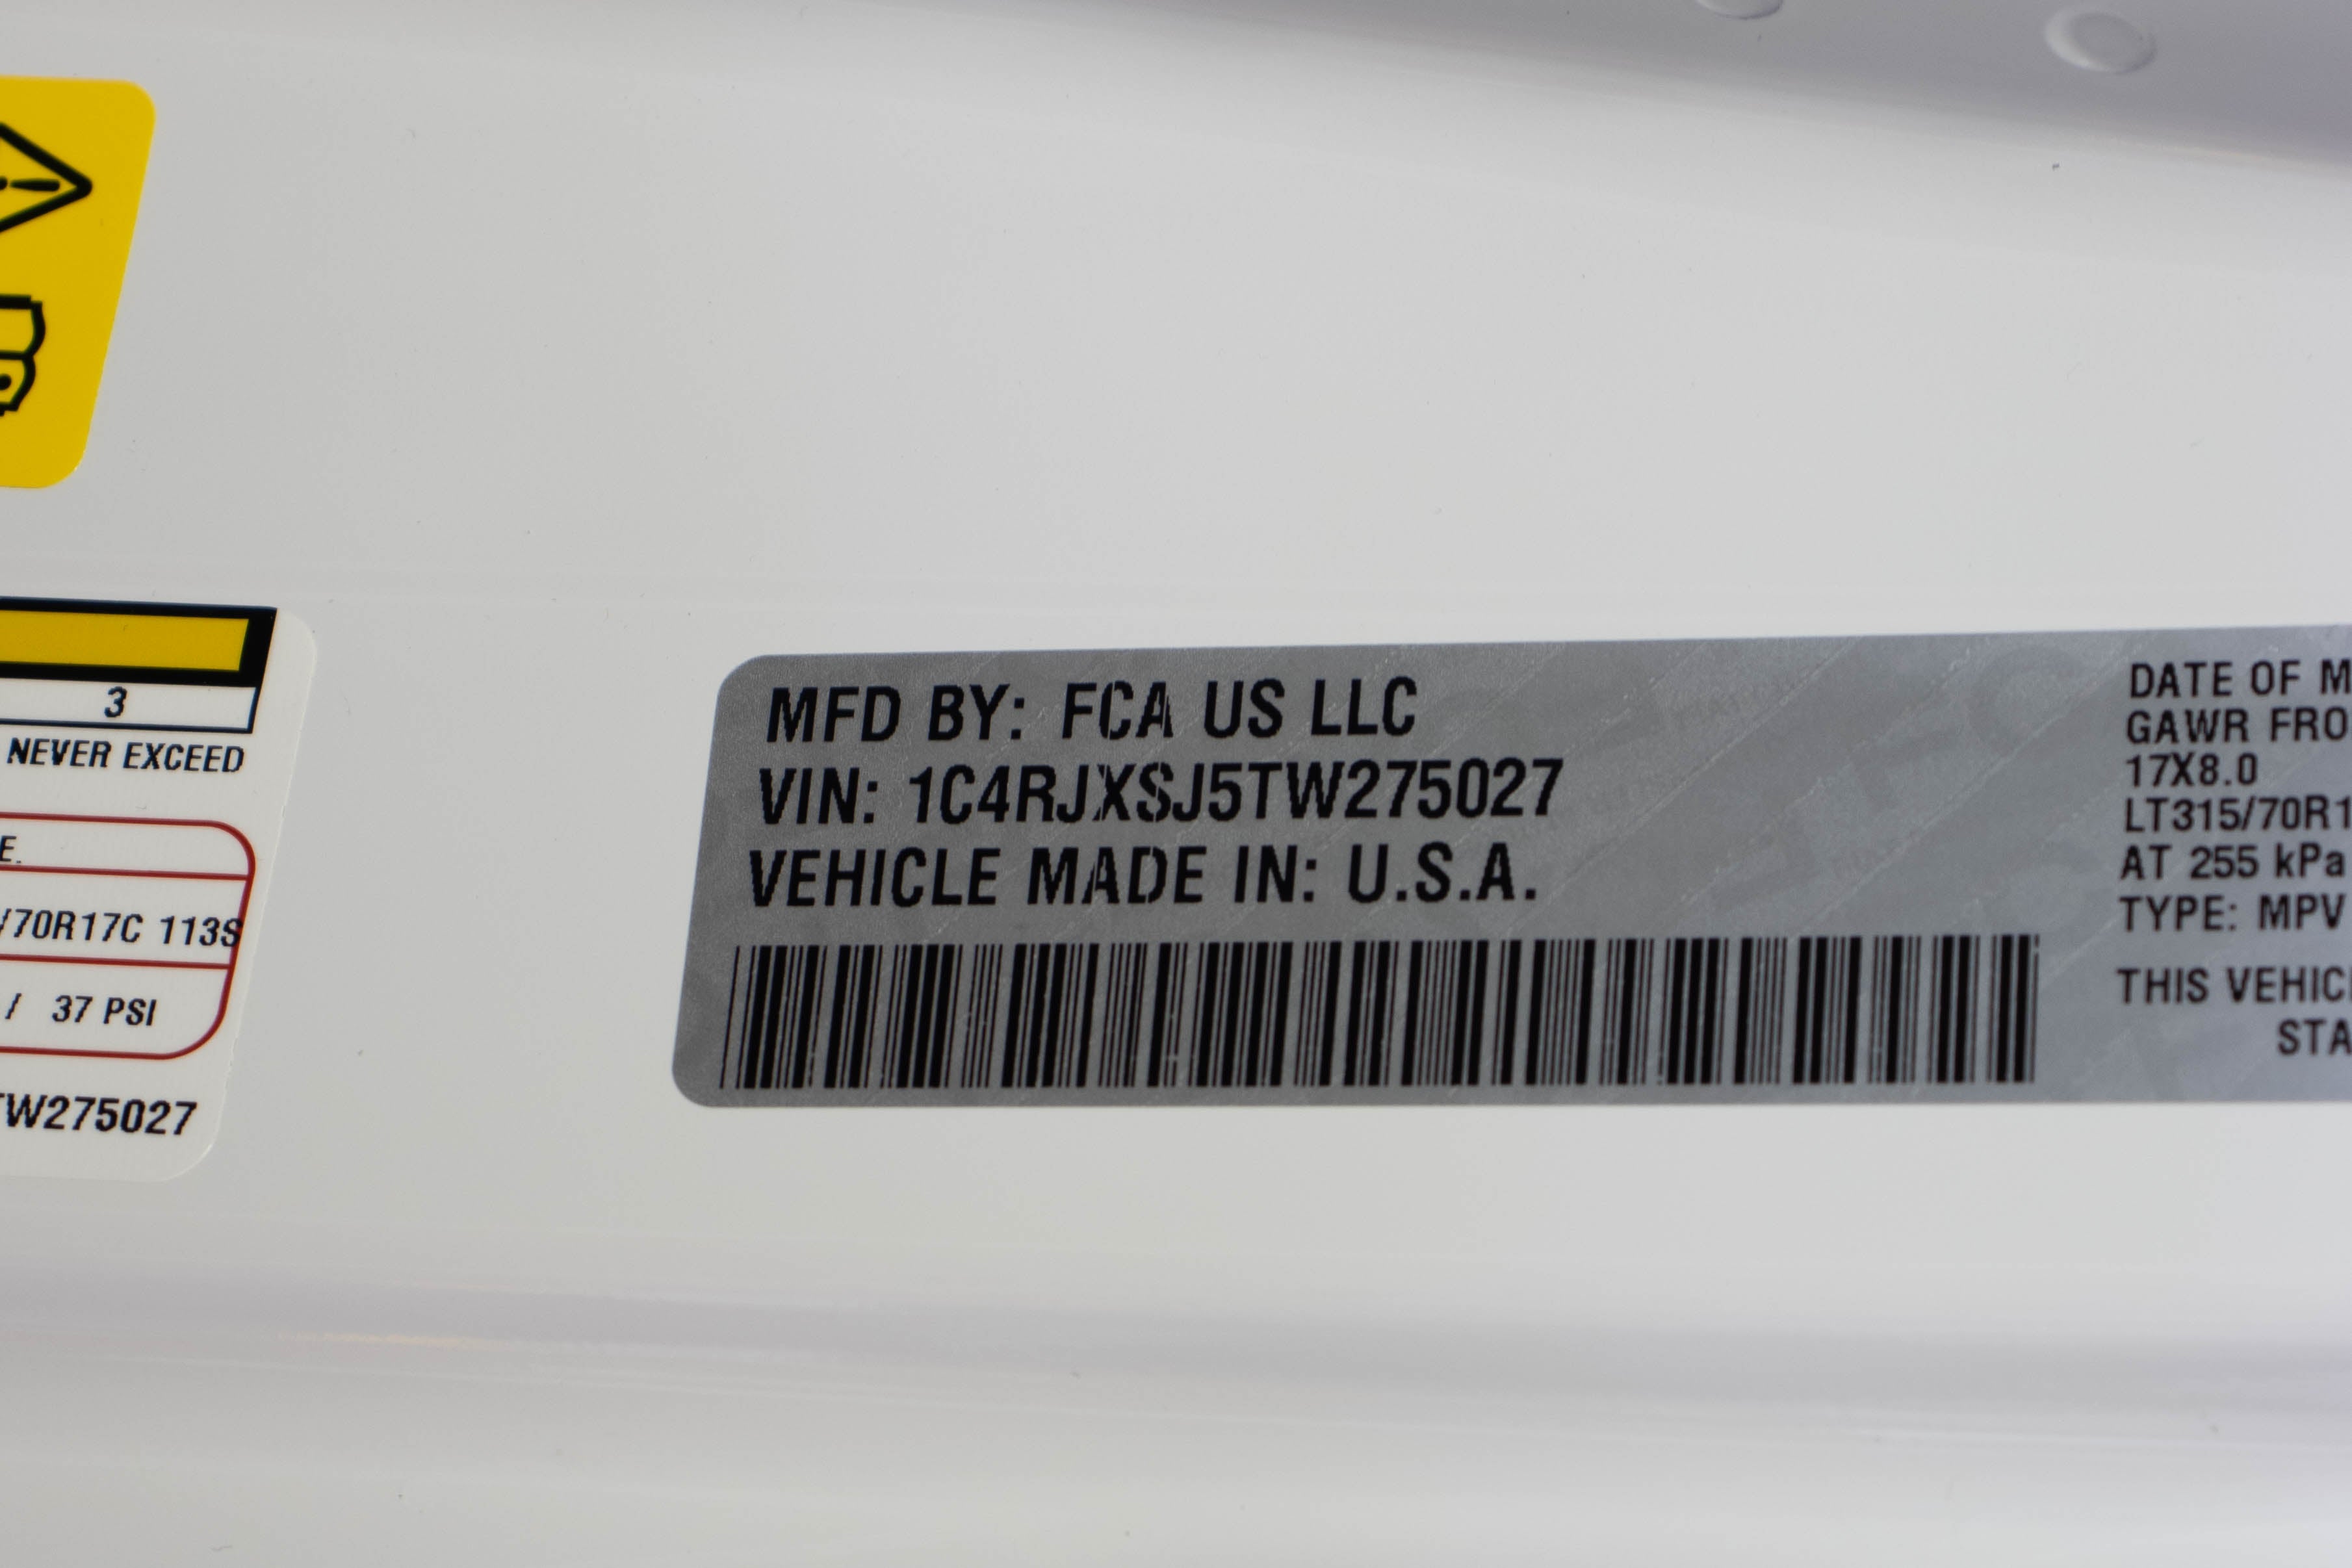 3
NEVER EXCEED
E.
/70R17C 113S
/ 37 PSI
TW275027
MFD BY: FCA US LLC
VIN: 1C4RJXSJ5TW275027
VEHICLE MADE IN: U.S.A.
DATE OF M
GAWR FRO
17X8.0
LT315/70R1
AT 255 kPa
TYPE: MPV
THIS VEHIC
STA